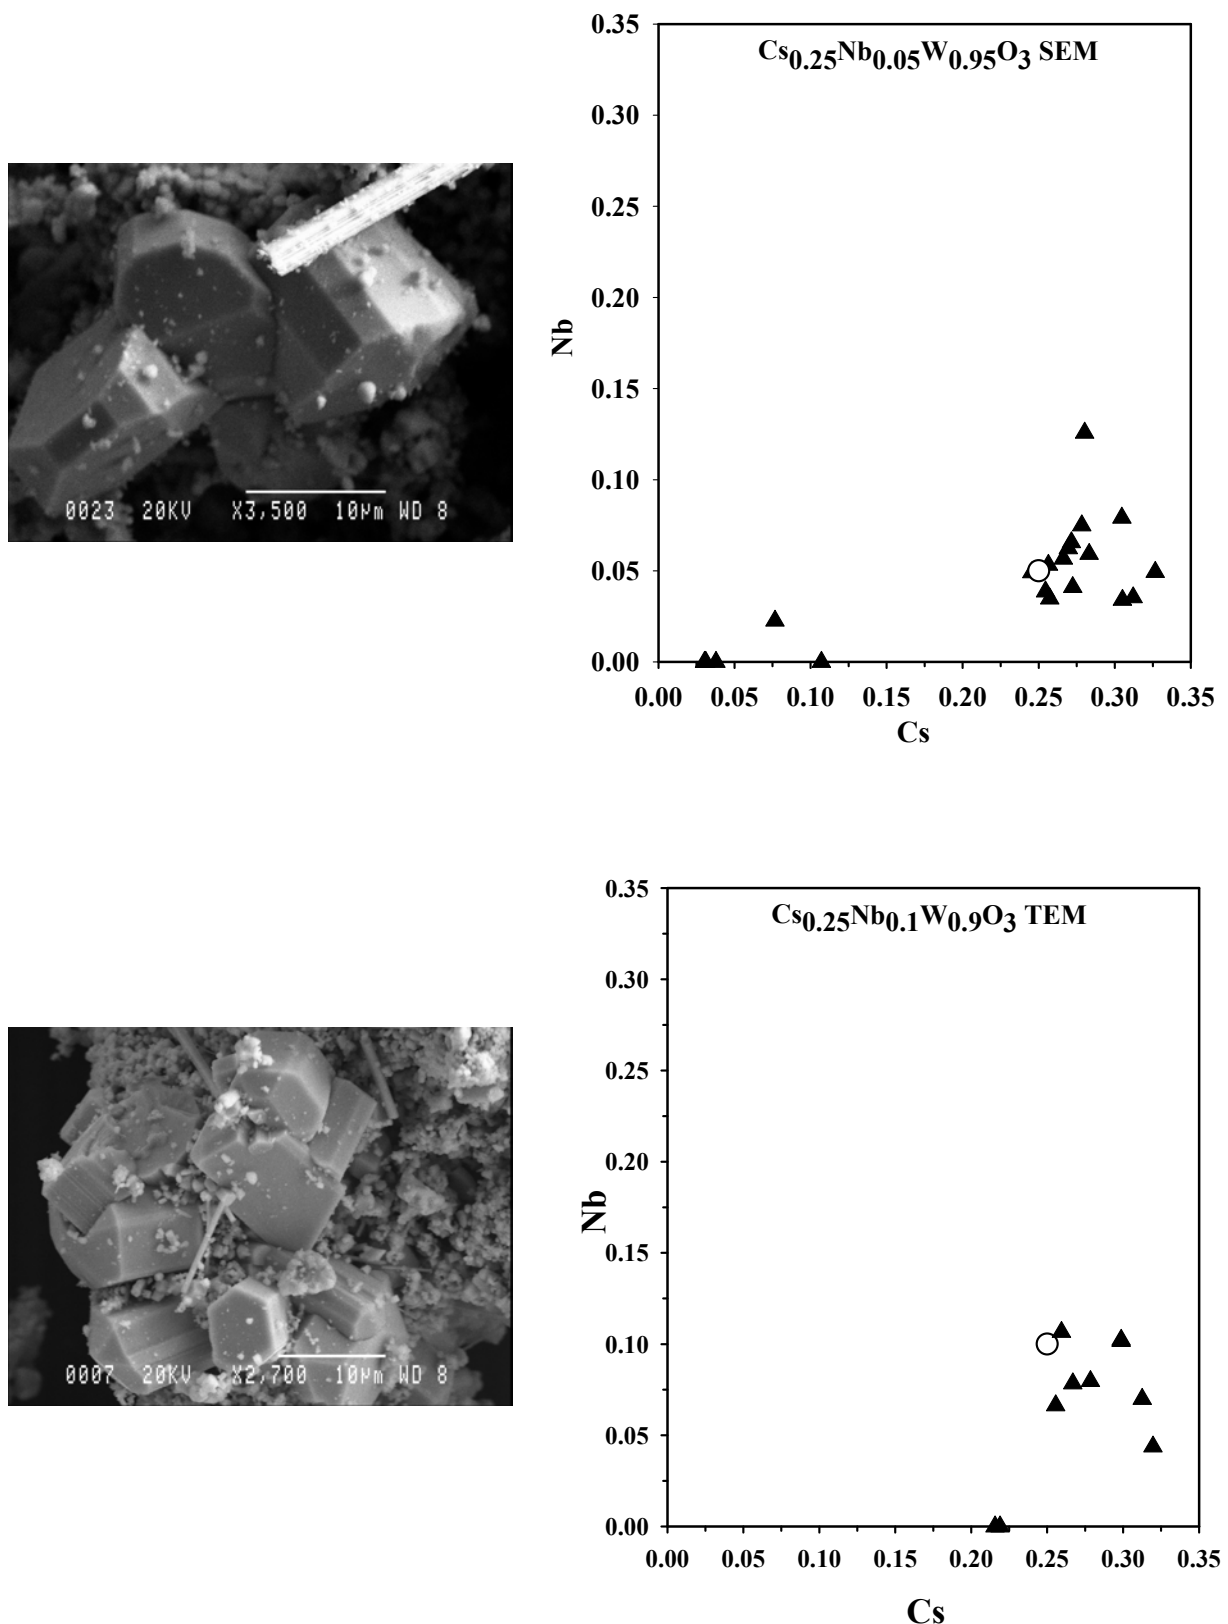 Cs0.25Nb0.05W0.95O3 SEM
0.35
0.30
0.25
0.20
0.15
0.10
0.05
0.00
Nb
0.00 0.05 0.10 0.15 0.20 0.25 0.30 0.35
Cs
0023 20KV X3,500 10µm WD 8
Cs0.25Nb0.1W0.9O3 TEM
0.35
0.30
0.25
0.20
0.15
0.10
0.05
0.00
Nb
0.00 0.05 0.10 0.15 0.20 0.25 0.30 0.35
Cs
0007 20KV X2,700 10µm WD 8